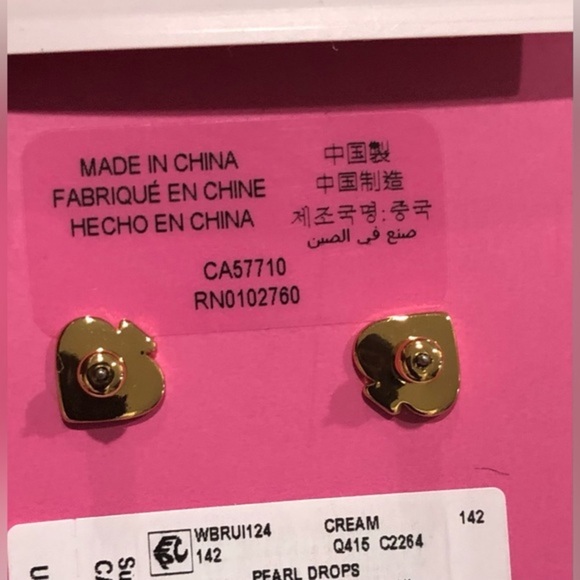 MADE IN CHINA
FABRIQUÉ EN CHINE
HECHO EN CHINA
中国製
中国制造
제조국명:중국
صنع في الصين
CA57710
RN0102760
WBRUI124
142
CREAM
Q415 C2264
142
PEARL DROPS